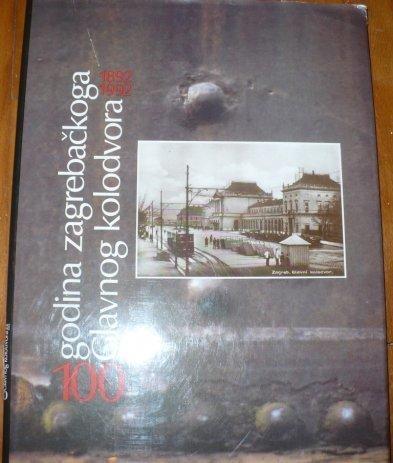 100 godina zagrebačkoga
Glavnog kolodvora
1892
1992
Zagreb, Glavni kolodvor.